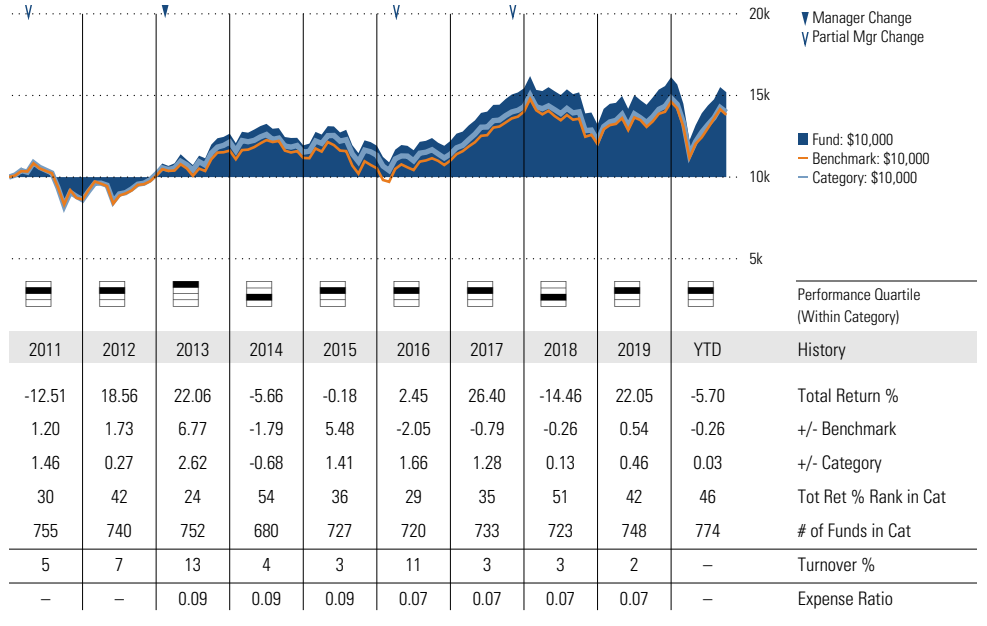 20k
Manager Change
Partial Mgr Change
15k
Fund: $10,000
Benchmark: $10,000
Category: $10,000
10k
5k
Performance Quartile
(Within Category)
2011 2012 2013 2014 2015 2016 2017 2018 2019 YTD History
-12.51 18.56 22.06 -5.66 -0.18 2.45 26.40 -14.46 22.05 -5.70 Total Return %
1.20 1.73 6.77 -1.79 5.48 -2.05 -0.79 -0.26 0.54 -0.26 +/- Benchmark
1.46 0.27 2.62 -0.68 1.41 1.66 1.28 0.13 0.46 0.03 +/- Category
30 42 24 54 36 29 35 51 42 46 Tot Ret % Rank in Cat
755 740 752 680 727 720 733 723 748 774 # of Funds in Cat
5 7 13 4 3 11 3 3 2 – Turnover %
– – 0.09 0.09 0.09 0.07 0.07 0.07 0.07 – Expense Ratio